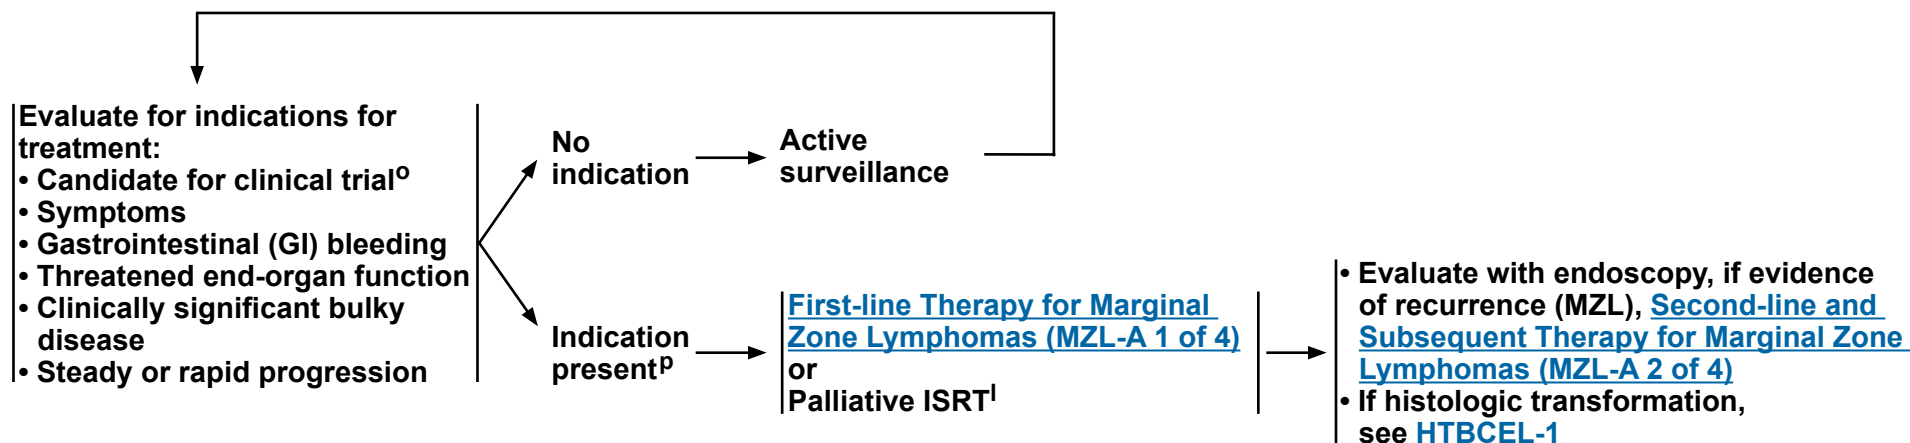 Evaluate for indications for
treatment:
• Candidate for clinical trialᵒ
• Symptoms
• Gastrointestinal (GI) bleeding
• Threatened end-organ function
• Clinically significant bulky
disease
• Steady or rapid progression
No
indication
Active
surveillance
Indication
presentᵖ
First-line Therapy for Marginal
Zone Lymphomas (MZL-A 1 of 4)
or
Palliative ISRTˡ
• Evaluate with endoscopy, if evidence
of recurrence (MZL), Second-line and
Subsequent Therapy for Marginal Zone
Lymphomas (MZL-A 2 of 4)
• If histologic transformation,
see HTBCEL-1